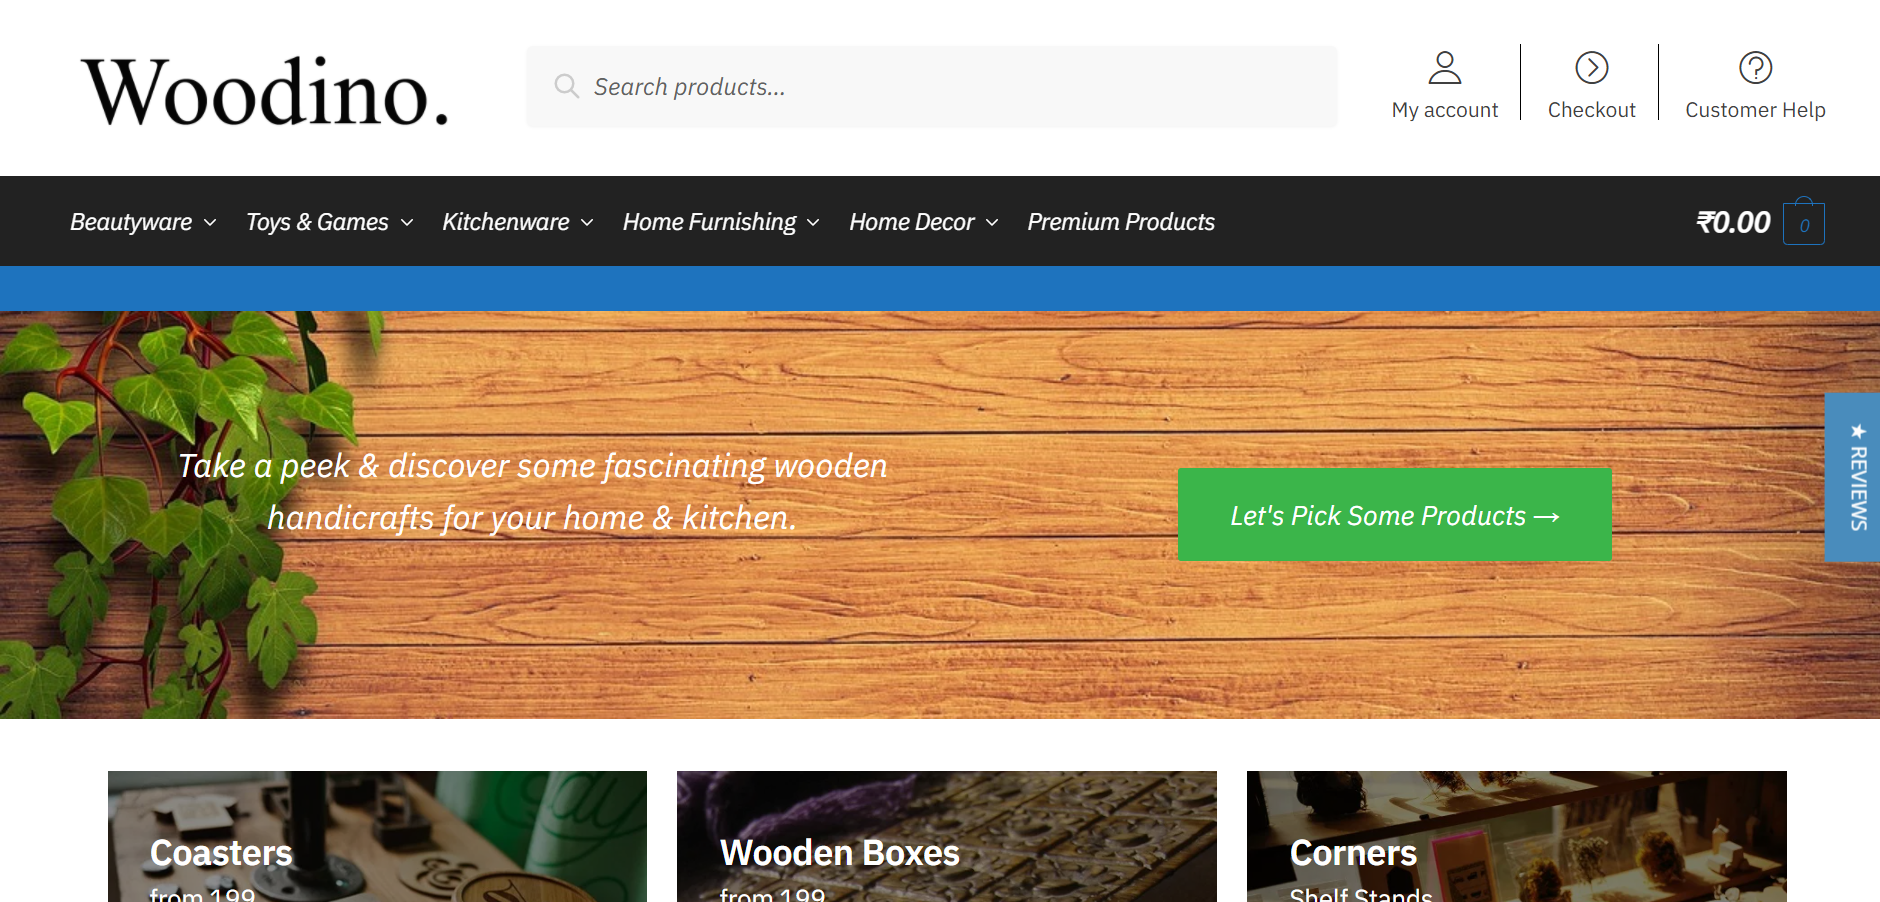 Woodino.
Search products...
My account
Checkout
Customer Help
Beautyware
Toys & Games
Kitchenware
Home Furnishing
Home Decor
Premium Products
₹0.00
0
Take a peek & discover some fascinating wooden
handicrafts for your home & kitchen.
Let's Pick Some Products →
★ REVIEWS
Coasters
from 199
Wooden Boxes
from 199
Corners
Shelf Stands